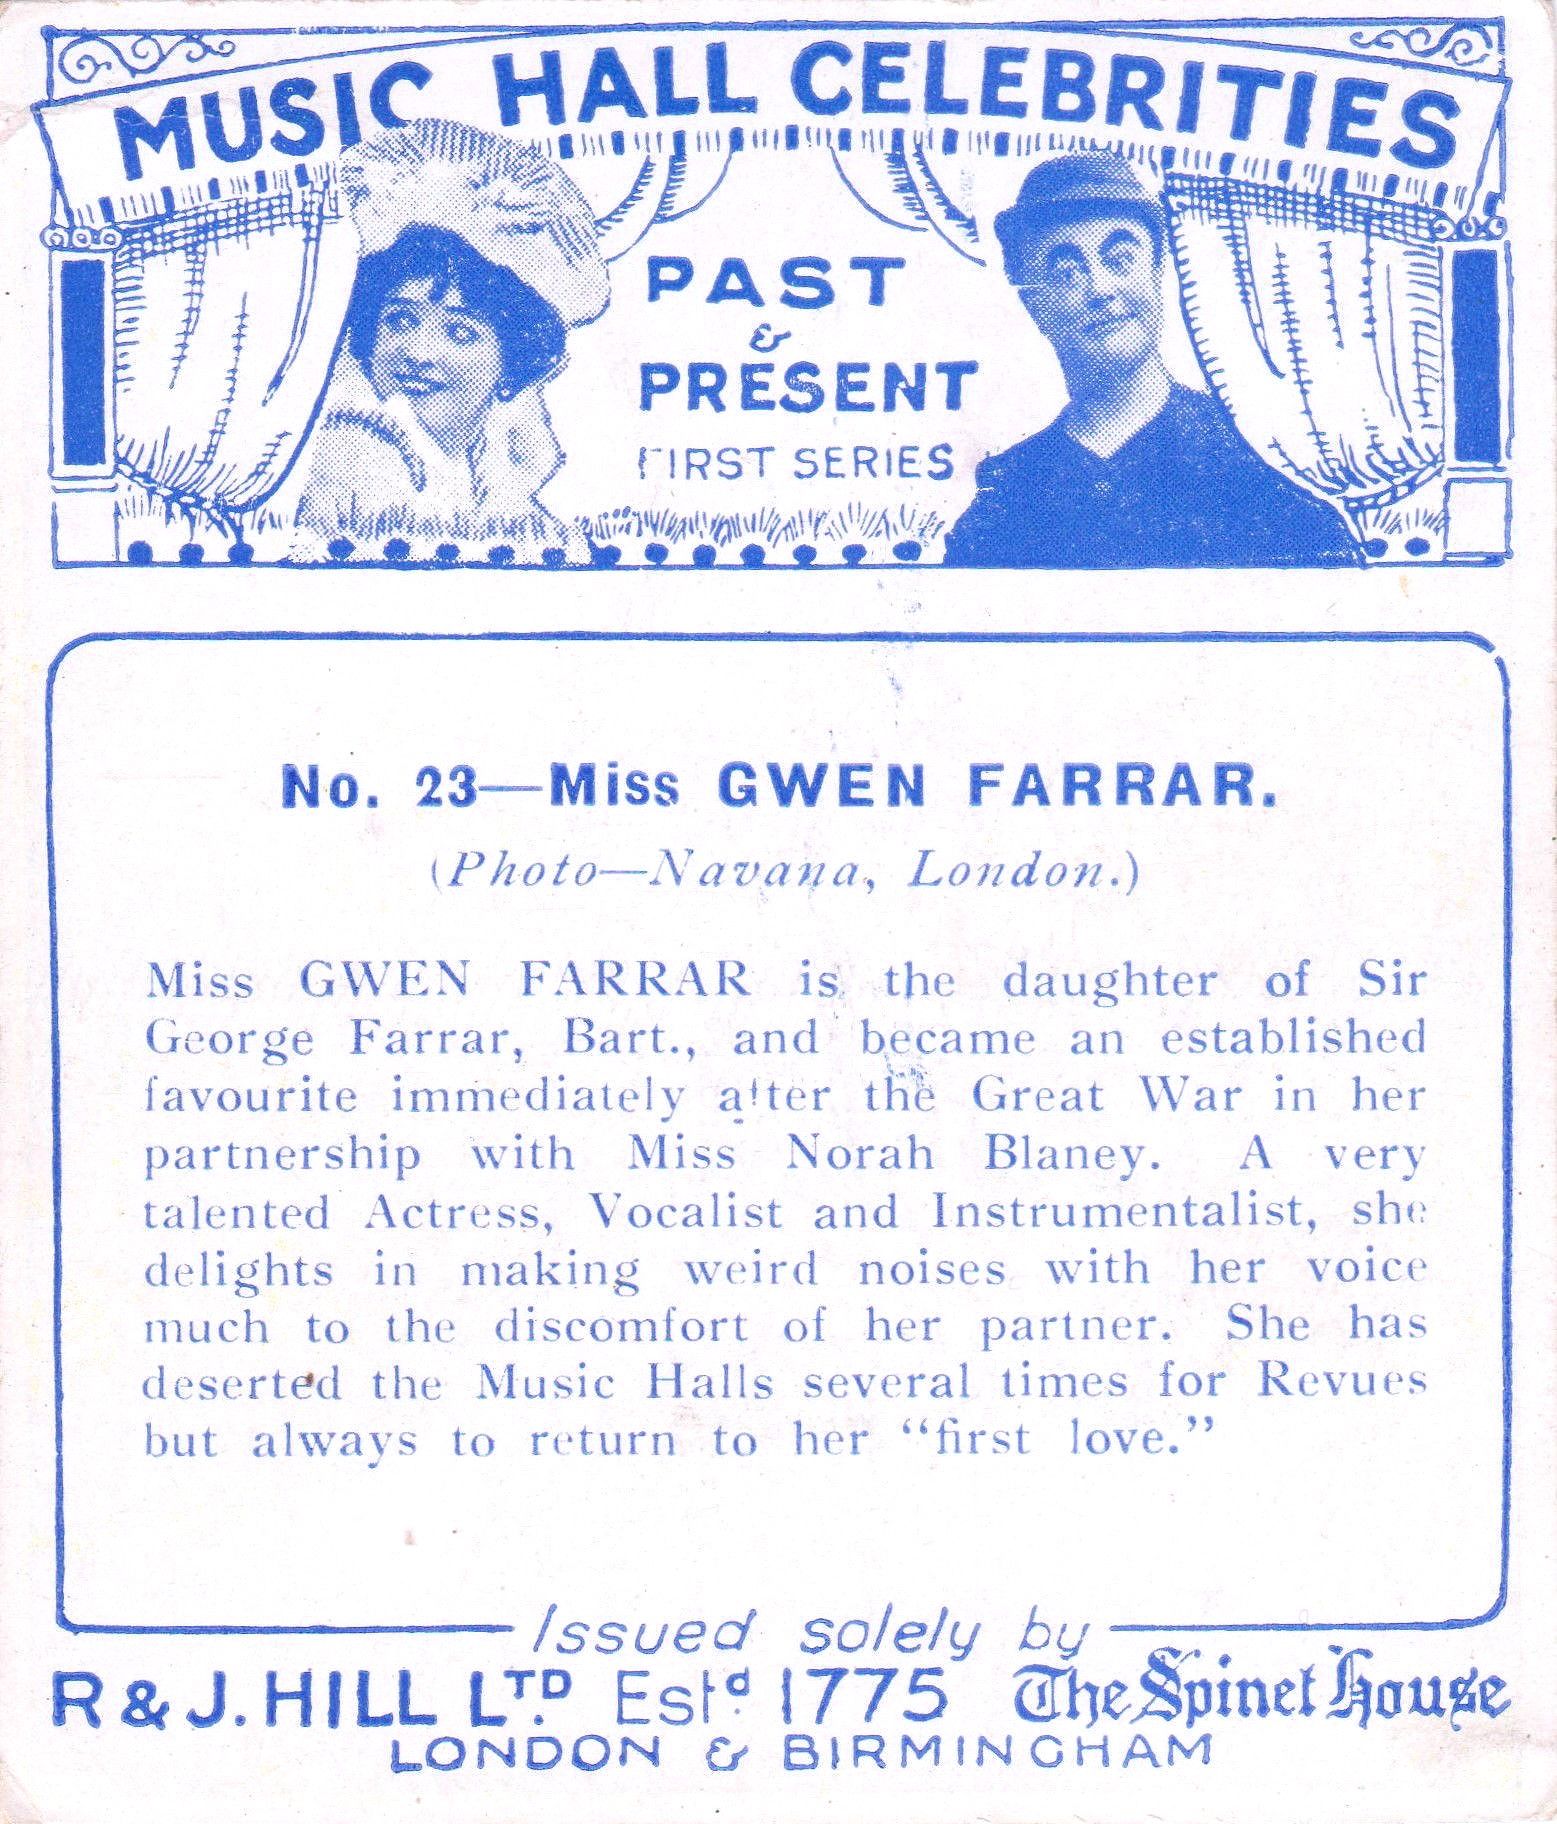 MUSIC HALL CELEBRITIES
PAST
&
PRESENT
FIRST SERIES
No. 23—Miss GWEN FARRAR.
(Photo—Navana, London.)
Miss GWEN FARRAR is the daughter of Sir
George Farrar, Bart., and became an established
favourite immediately after the Great War in her
partnership with Miss Norah Blaney. A very
talented Actress, Vocalist and Instrumentalist, she
delights in making weird noises with her voice
much to the discomfort of her partner. She has
deserted the Music Halls several times for Revues
but always to return to her "first love."
Issued solely by
R & J. HILL LTD. Estd. 1775 The Spinet House
LONDON & BIRMINGHAM